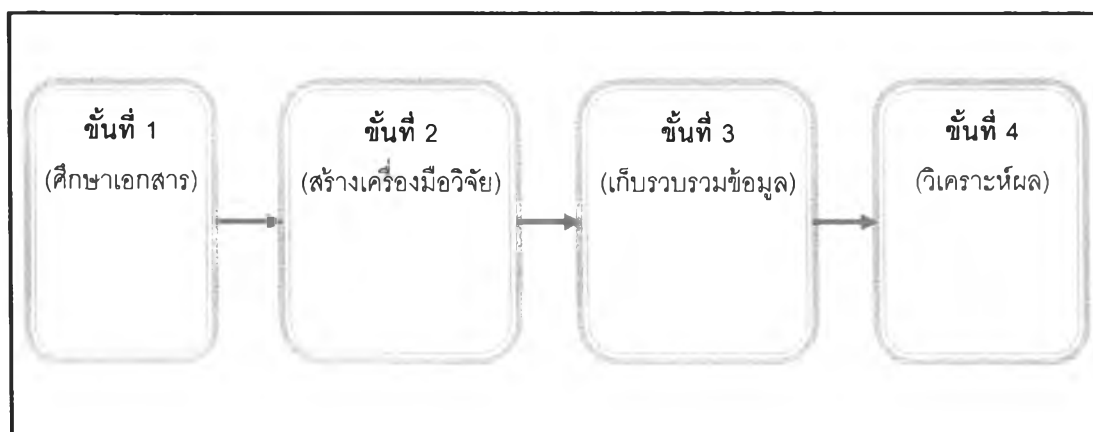 ขั้นที่ 1
(ศึกษาเอกสาร)
ขั้นที่ 2
(สร้างเครื่องมือวิจัย)
ขั้นที่ 3
(เก็บรวบรวมข้อมูล)
ขั้นที่ 4
(วิเคราะห์ผล)